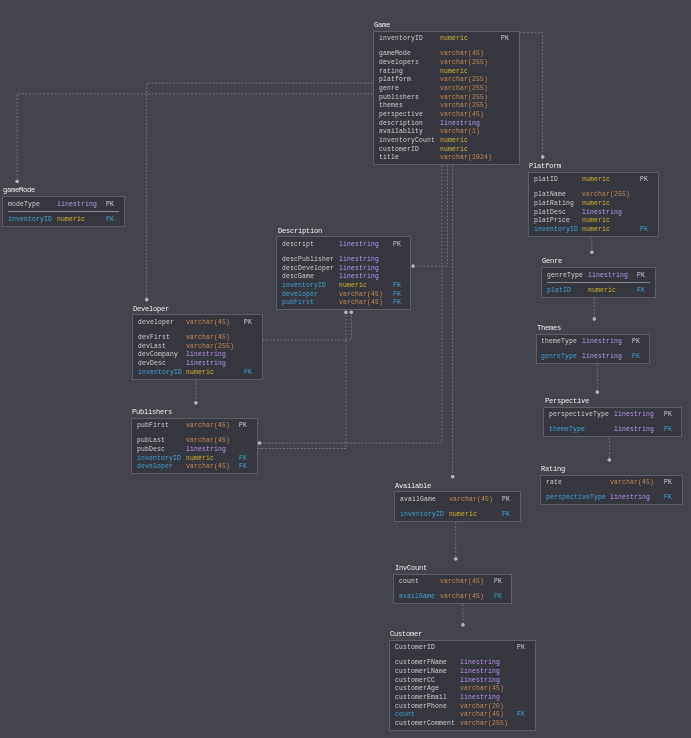 Game
inventoryID numeric PK
gameMode varchar(45)
developers varchar(255)
rating numeric
platform varchar(255)
genre varchar(255)
publishers varchar(255)
themes varchar(255)
perspective varchar(45)
description linestring
availablity varchar(1)
inventoryCount numeric
customerID numeric
title varchar(1024)
gameMode
modeType linestring PK
inventoryID numeric FK
Platform
platID numeric PK
platName varchar(255)
platRating numeric
platDesc linestring
platPrice numeric
inventoryID numeric FK
Description
descript linestring PK
descPublisher linestring
descDeveloper linestring
descGame linestring
inventoryID numeric FK
developer varchar(45) FK
pubFirst varchar(45) FK
Genre
genreType linestring PK
platID numeric FK
Developer
developer varchar(45) PK
devFirst varchar(45)
devLast varchar(255)
devCompany linestring
devDesc linestring
inventoryID numeric FK
Themes
themeType linestring PK
genreType linestring FK
Publishers
pubFirst varchar(45) PK
pubLast varchar(45)
pubDesc linestring
inventoryID numeric FK
developer varchar(45) FK
Perspective
perspectiveType linestring PK
themeType linestring FK
Rating
rate varchar(45) PK
perspectiveType linestring FK
Available
availGame varchar(45) PK
inventoryID numeric FK
InvCount
count varchar(45) PK
availGame varchar(45) FK
Customer
CustomerID PK
customerFName linestring
customerLName linestring
customerCC linestring
customerAge varchar(45)
customerEmail linestring
customerPhone varchar(20)
count varchar(45) FK
customerComment varchar(255)